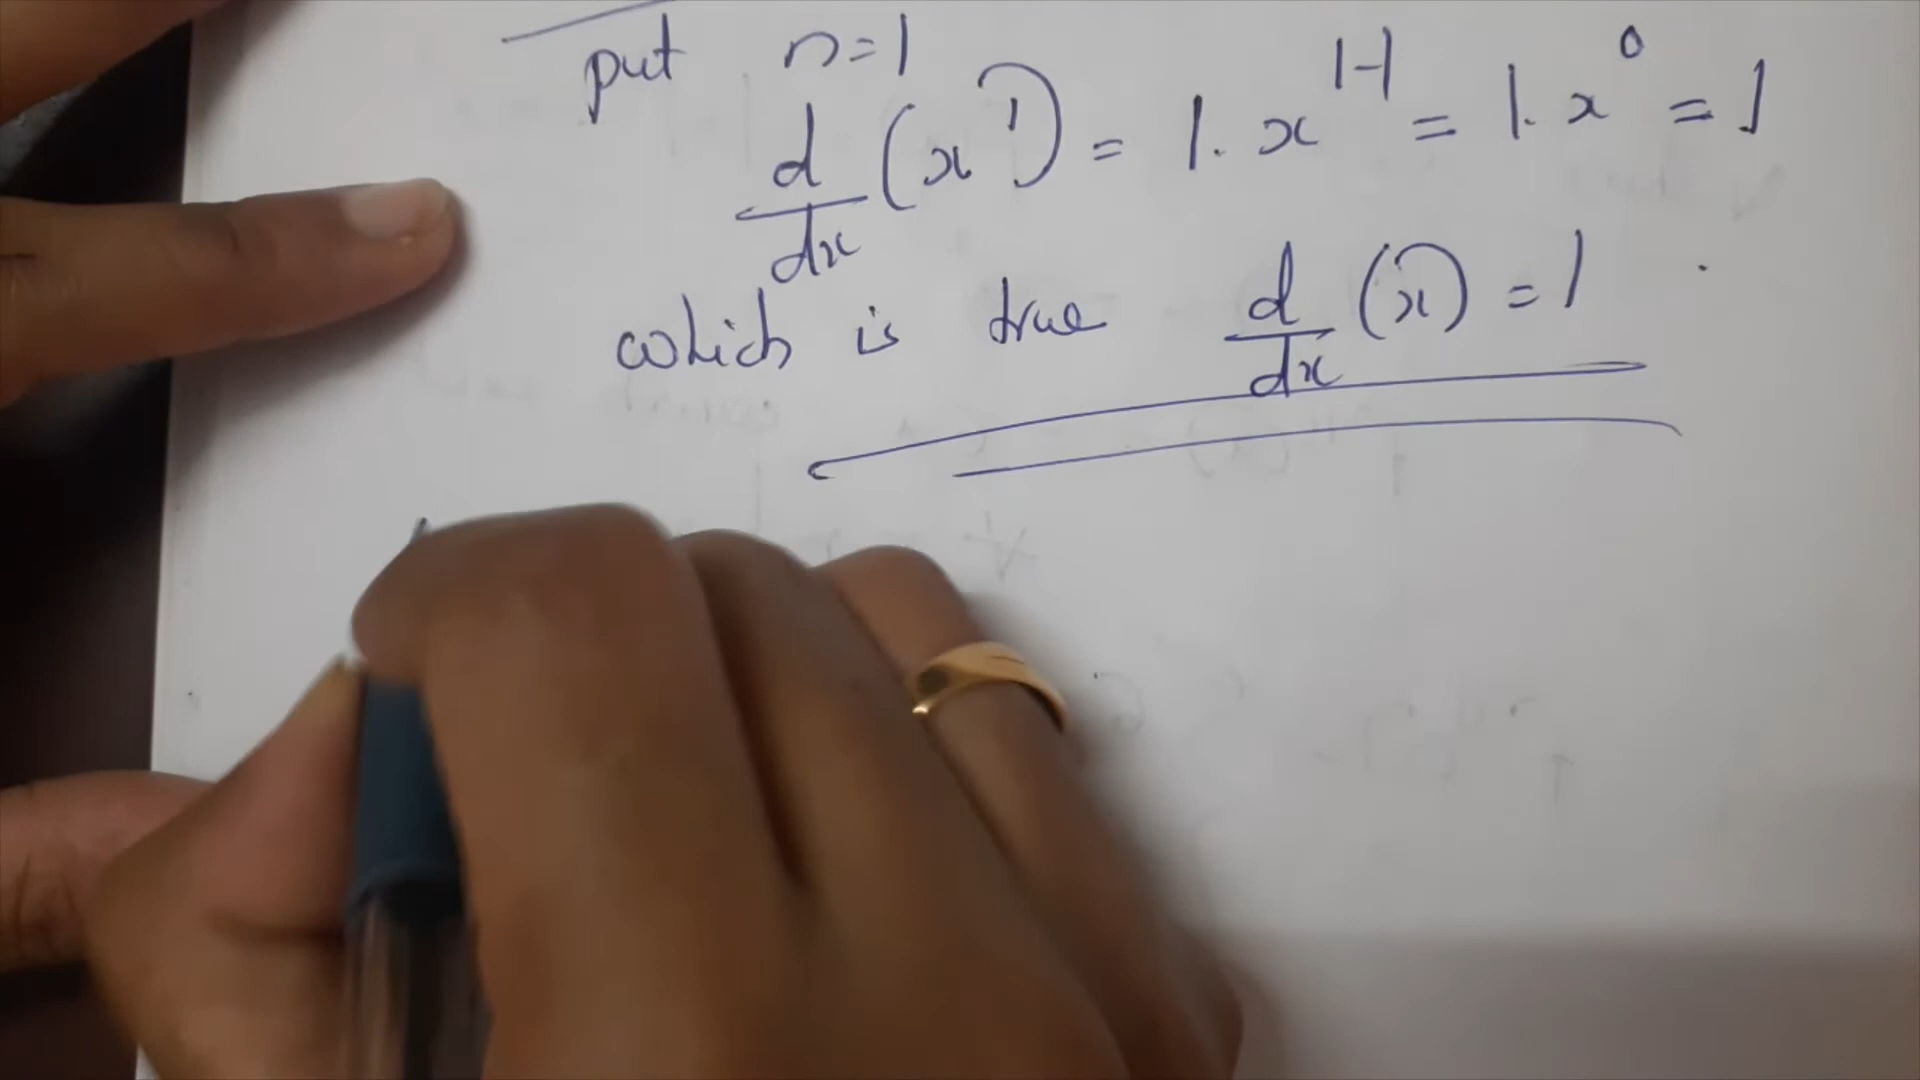 put n=1
d/dx (x¹) = 1. x¹⁻¹ = 1. x⁰ = 1
which is true d/dx (x) = 1